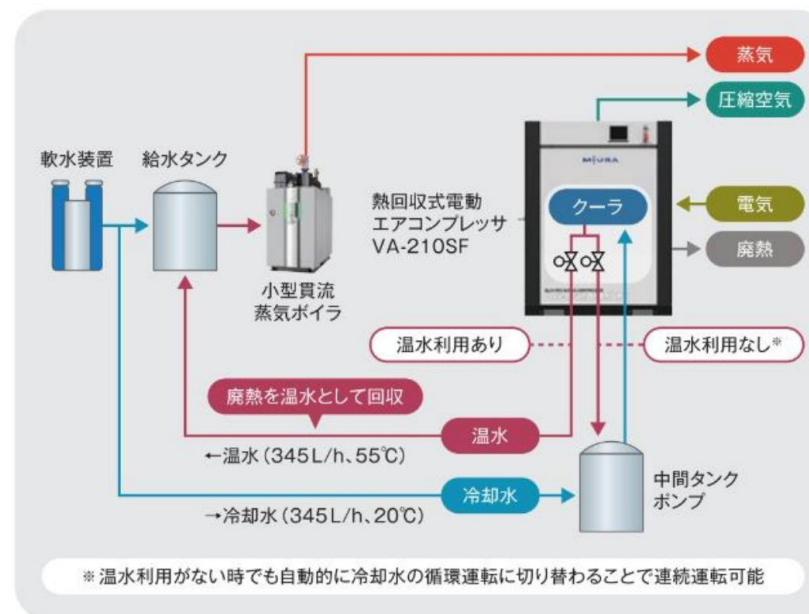 蒸気
圧縮空気
軟水装置
給水タンク
MIURA
熱回収式電動
エアコンプレッサ
VA-210SF
クーラ
電気
廃熱
小型貫流
蒸気ボイラ
温水利用あり
温水利用なし※
廃熱を温水として回収
温水
←温水(345L/h、55℃)
冷却水
→冷却水(345L/h、20℃)
中間タンク
ポンプ
※温水利用がない時でも自動的に冷却水の循環運転に切り替わることで連続運転可能